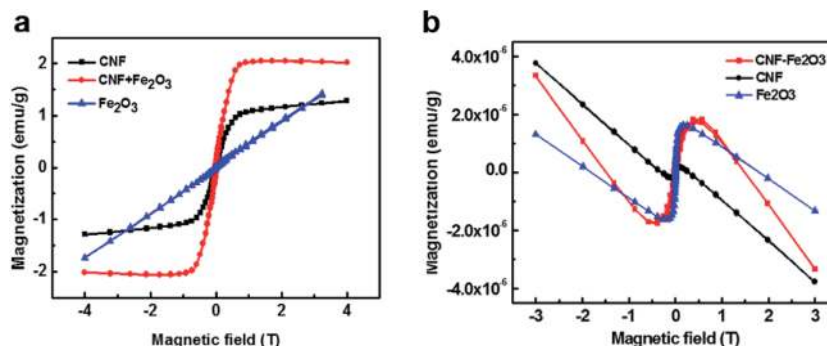 a
Magnetization (emu/g)
2
1
0
-1
-2
CNF
CNF+Fe₂O₃
Fe₂O₃
-4 -2 0 2 4
Magnetic field (T)
b
Magnetization (emu/g)
4.0x10⁻⁶
2.0x10⁻⁶
0.0
-2.0x10⁻⁶
-4.0x10⁻⁶
CNF-Fe2O3
CNF
Fe2O3
-3 -2 -1 0 1 2 3
Magnetic field (T)